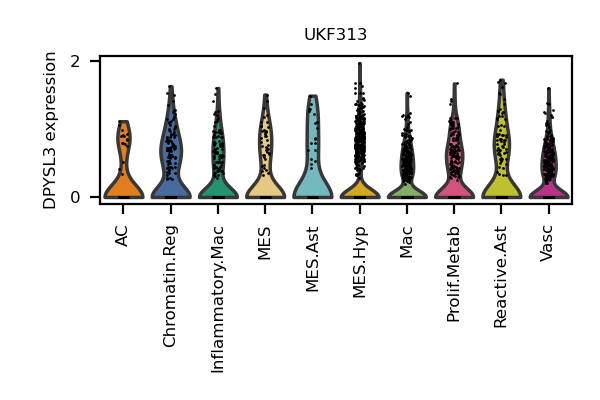 UKF313
DPYSL3 expression
2
0
AC
Chromatin.Reg
Inflammatory.Mac
MES
MES.Ast
MES.Hyp
Mac
Prolif.Metab
Reactive.Ast
Vasc